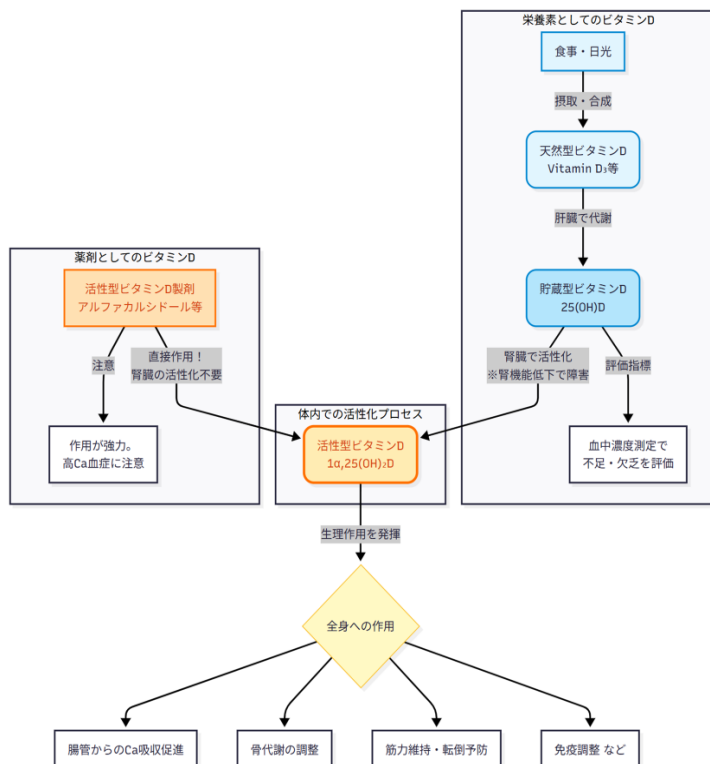 栄養素としてのビタミンD
食事・日光
摂取・合成
天然型ビタミンD
Vitamin D₃等
肝臓で代謝
貯蔵型ビタミンD
25(OH)D
腎臓で活性化
※腎機能低下で障害
評価指標
血中濃度測定で
不足・欠乏を評価
薬剤としてのビタミンD
活性型ビタミンD製剤
アルファカルシドール等
注意
直接作用！
腎臓の活性化不要
作用が強力。
高Ca血症に注意
体内での活性化プロセス
活性型ビタミンD
1α,25(OH)₂D
生理作用を発揮
全身への作用
腸管からのCa吸収促進
骨代謝の調整
筋力維持・転倒予防
免疫調整 など